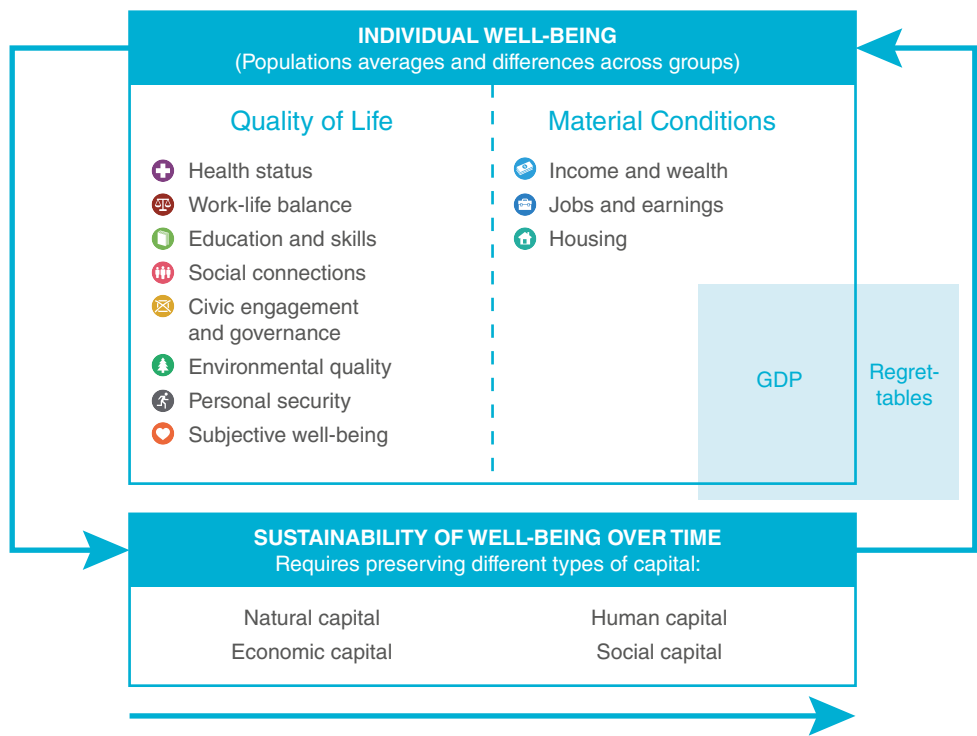 INDIVIDUAL WELL-BEING
(Populations averages and differences across groups)
Quality of Life
Health status
Work-life balance
Education and skills
Social connections
Civic engagement
and governance
Environmental quality
Personal security
Subjective well-being
Material Conditions
Income and wealth
Jobs and earnings
Housing
GDP
Regret-
tables
SUSTAINABILITY OF WELL-BEING OVER TIME
Requires preserving different types of capital:
Natural capital
Human capital
Economic capital
Social capital